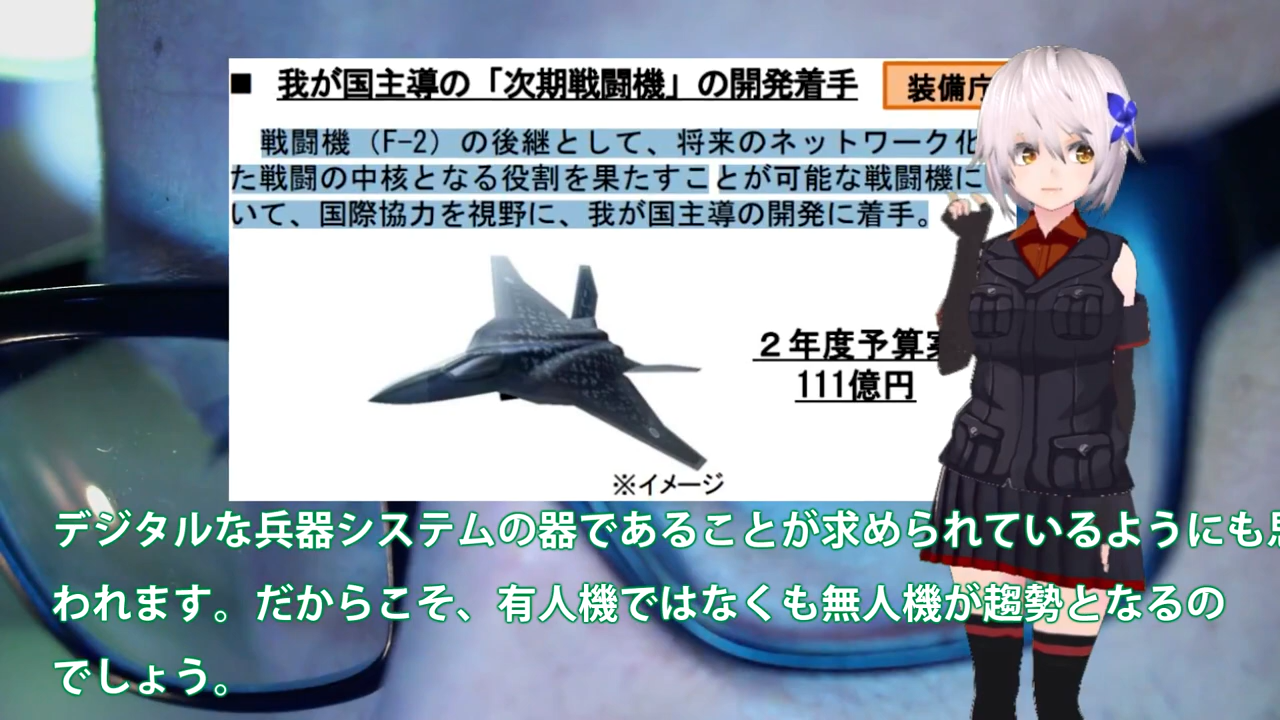 ■ 我が国主導の「次期戦闘機」の開発着手
装備庁
戦闘機（F-2）の後継として、将来のネットワーク化
た戦闘の中核となる役割を果たすことが可能な戦闘機に
いて、国際協力を視野に、我が国主導の開発に着手。
２年度予算案
111億円
※イメージ
デジタルな兵器システムの器であることが求められているようにも思
われます。だからこそ、有人機ではなくも無人機が趨勢となるの
でしょう。